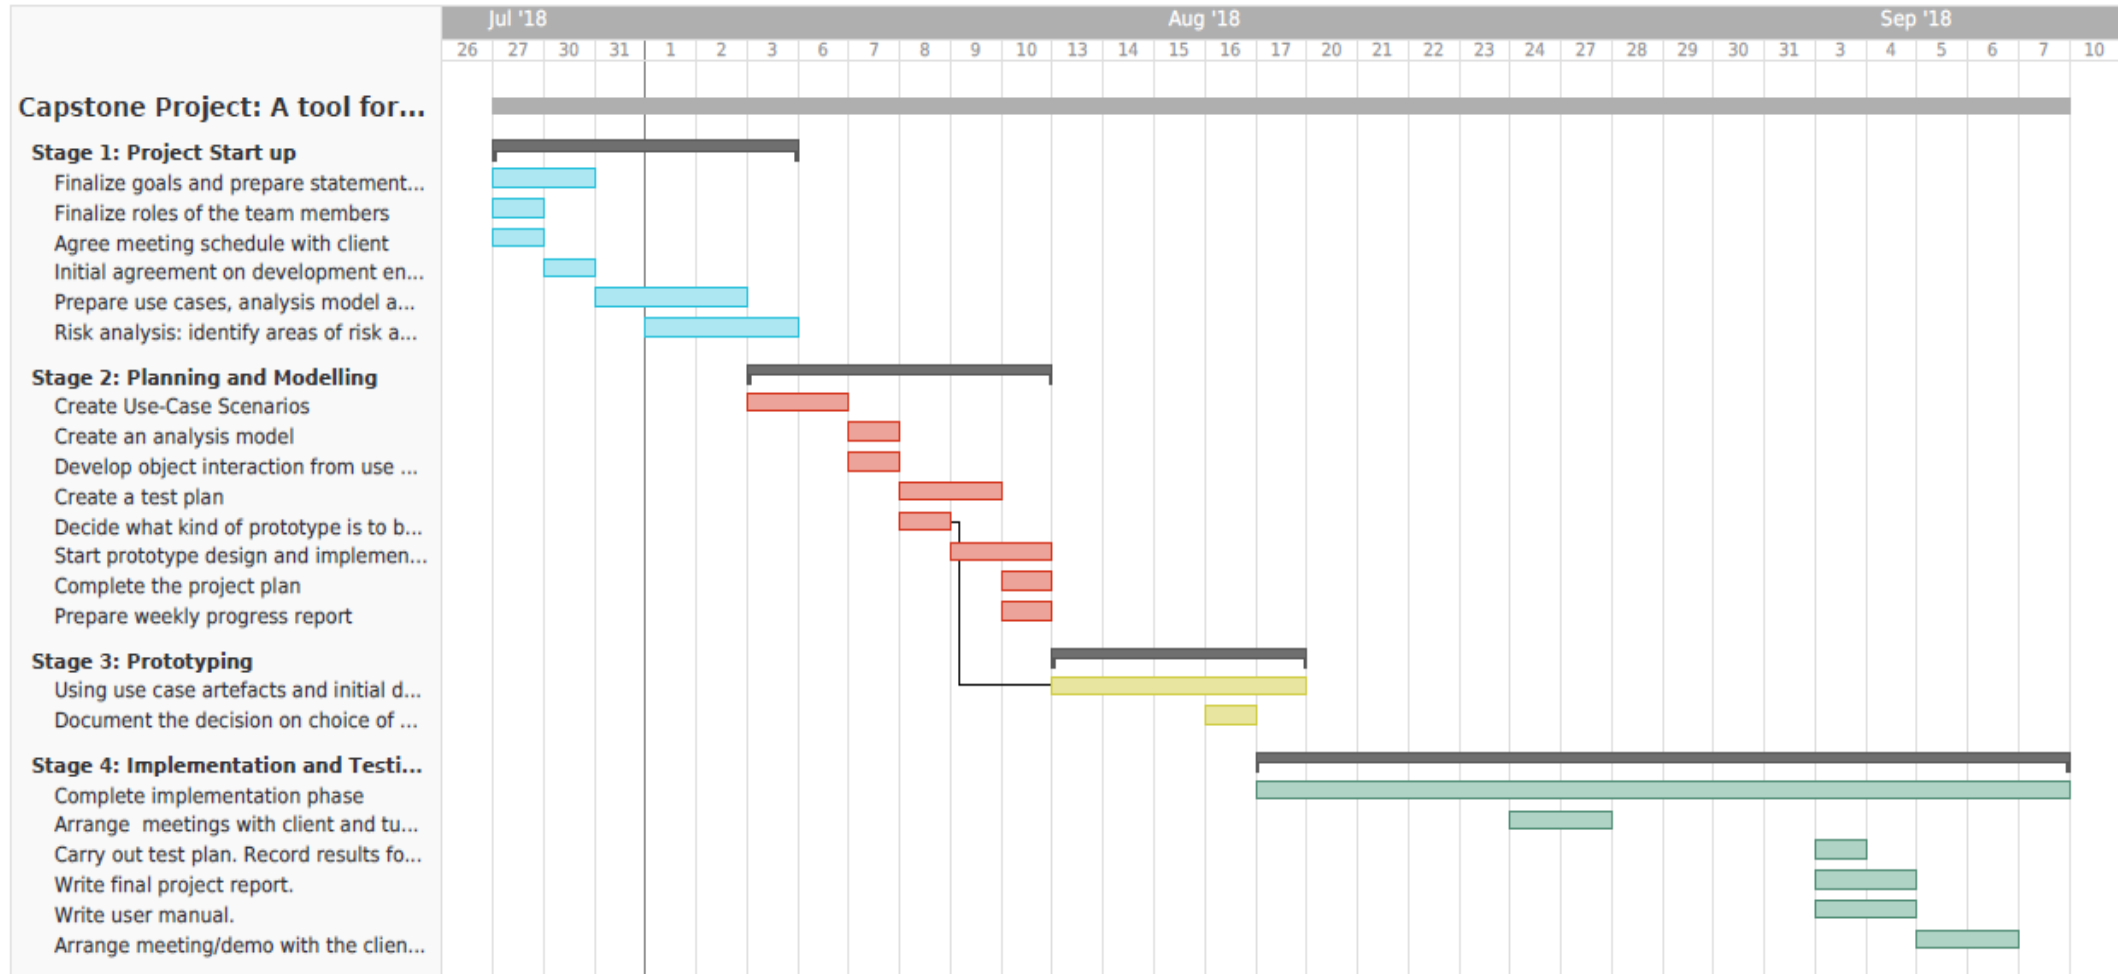 Jul '18 Aug '18 Sep '18
26 27 30 31 1 2 3 6 7 8 9 10 13 14 15 16 17 20 21 22 23 24 27 28 29 30 31 3 4 5 6 7 10
Capstone Project: A tool for...
Stage 1: Project Start up
Finalize goals and prepare statement...
Finalize roles of the team members
Agree meeting schedule with client
Initial agreement on development en...
Prepare use cases, analysis model a...
Risk analysis: identify areas of risk a...
Stage 2: Planning and Modelling
Create Use-Case Scenarios
Create an analysis model
Develop object interaction from use ...
Create a test plan
Decide what kind of prototype is to b...
Start prototype design and implemen...
Complete the project plan
Prepare weekly progress report
Stage 3: Prototyping
Using use case artefacts and initial d...
Document the decision on choice of ...
Stage 4: Implementation and Testi...
Complete implementation phase
Arrange  meetings with client and tu...
Carry out test plan. Record results fo...
Write final project report.
Write user manual.
Arrange meeting/demo with the clien...